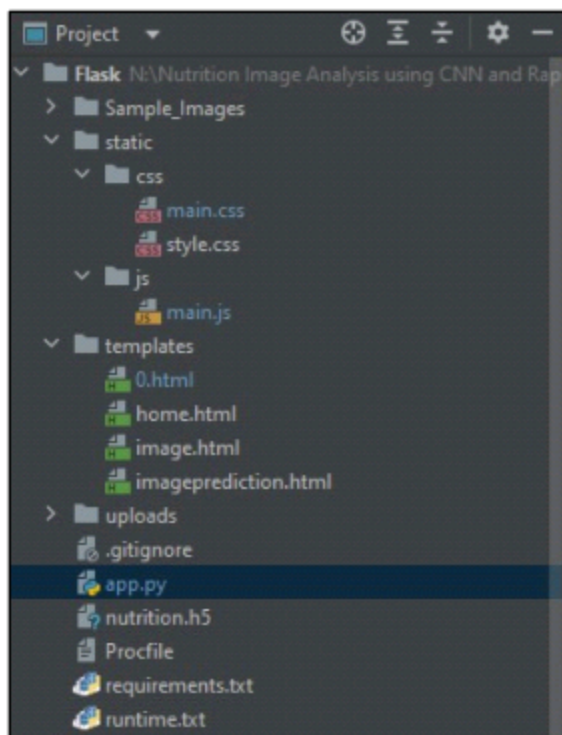 Project
Flask N:\Nutrition Image Analysis using CNN and Rap
Sample_Images
static
css
main.css
style.css
js
main.js
templates
0.html
home.html
image.html
imageprediction.html
uploads
.gitignore
app.py
nutrition.h5
Procfile
requirements.txt
runtime.txt